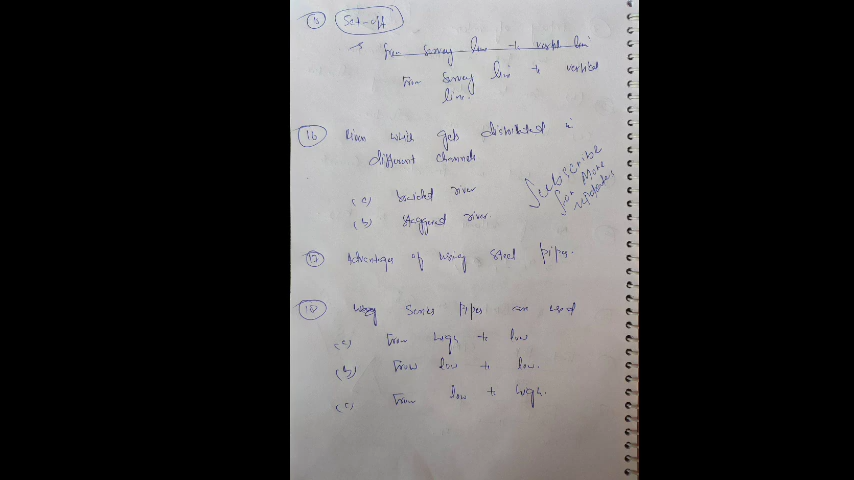 Set-off
from survey line to vertical line
from survey line to vertical
line.
(16) River which gets distributed in
different channels
(a) braided river
(b) staggered river.
Subscribe
for more
updates
(17) Advantage of using steel pipe.
(18) Why Series Pipes are used
(a) from high to low
(b) from low to low.
(c) from low to high.